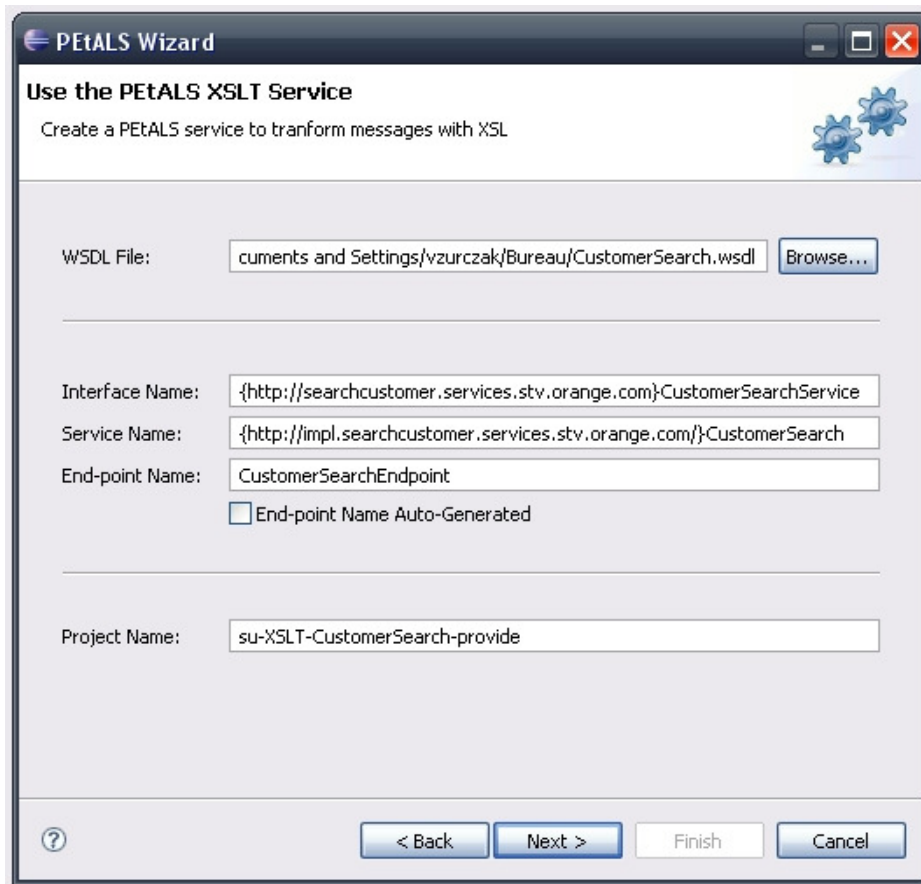 PEtALS Wizard
Use the PEtALS XSLT Service
Create a PEtALS service to tranform messages with XSL
WSDL File: cuments and Settings/vzurczak/Bureau/CustomerSearch.wsdl Browse...
Interface Name: {http://searchcustomer.services.stv.orange.com}CustomerSearchService
Service Name: {http://impl.searchcustomer.services.stv.orange.com/}CustomerSearch
End-point Name: CustomerSearchEndpoint
End-point Name Auto-Generated
Project Name: su-XSLT-CustomerSearch-provide
? < Back Next > Finish Cancel